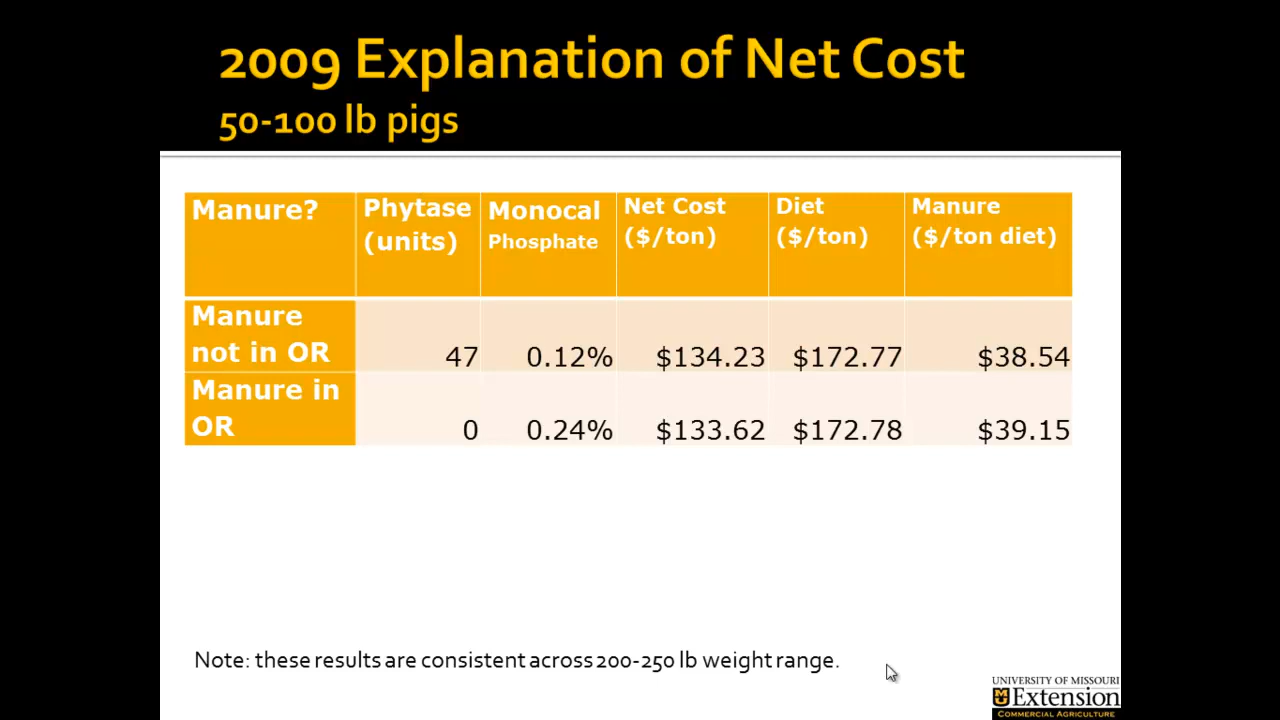 2009 Explanation of Net Cost
50-100 lb pigs
Manure? Phytase (units) Monocal Phosphate Net Cost ($/ton) Diet ($/ton) Manure ($/ton diet)
Manure not in OR 47 0.12% $134.23 $172.77 $38.54
Manure in OR 0 0.24% $133.62 $172.78 $39.15
Note: these results are consistent across 200-250 lb weight range.
UNIVERSITY OF MISSOURI
MU Extension
COMMERCIAL AGRICULTURE